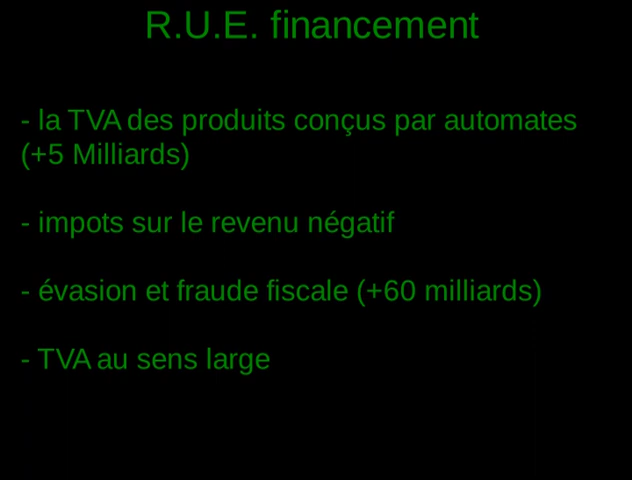 R.U.E. financement
- la TVA des produits conçus par automates
(+5 Milliards)
- impots sur le revenu négatif
- évasion et fraude fiscale (+60 milliards)
- TVA au sens large